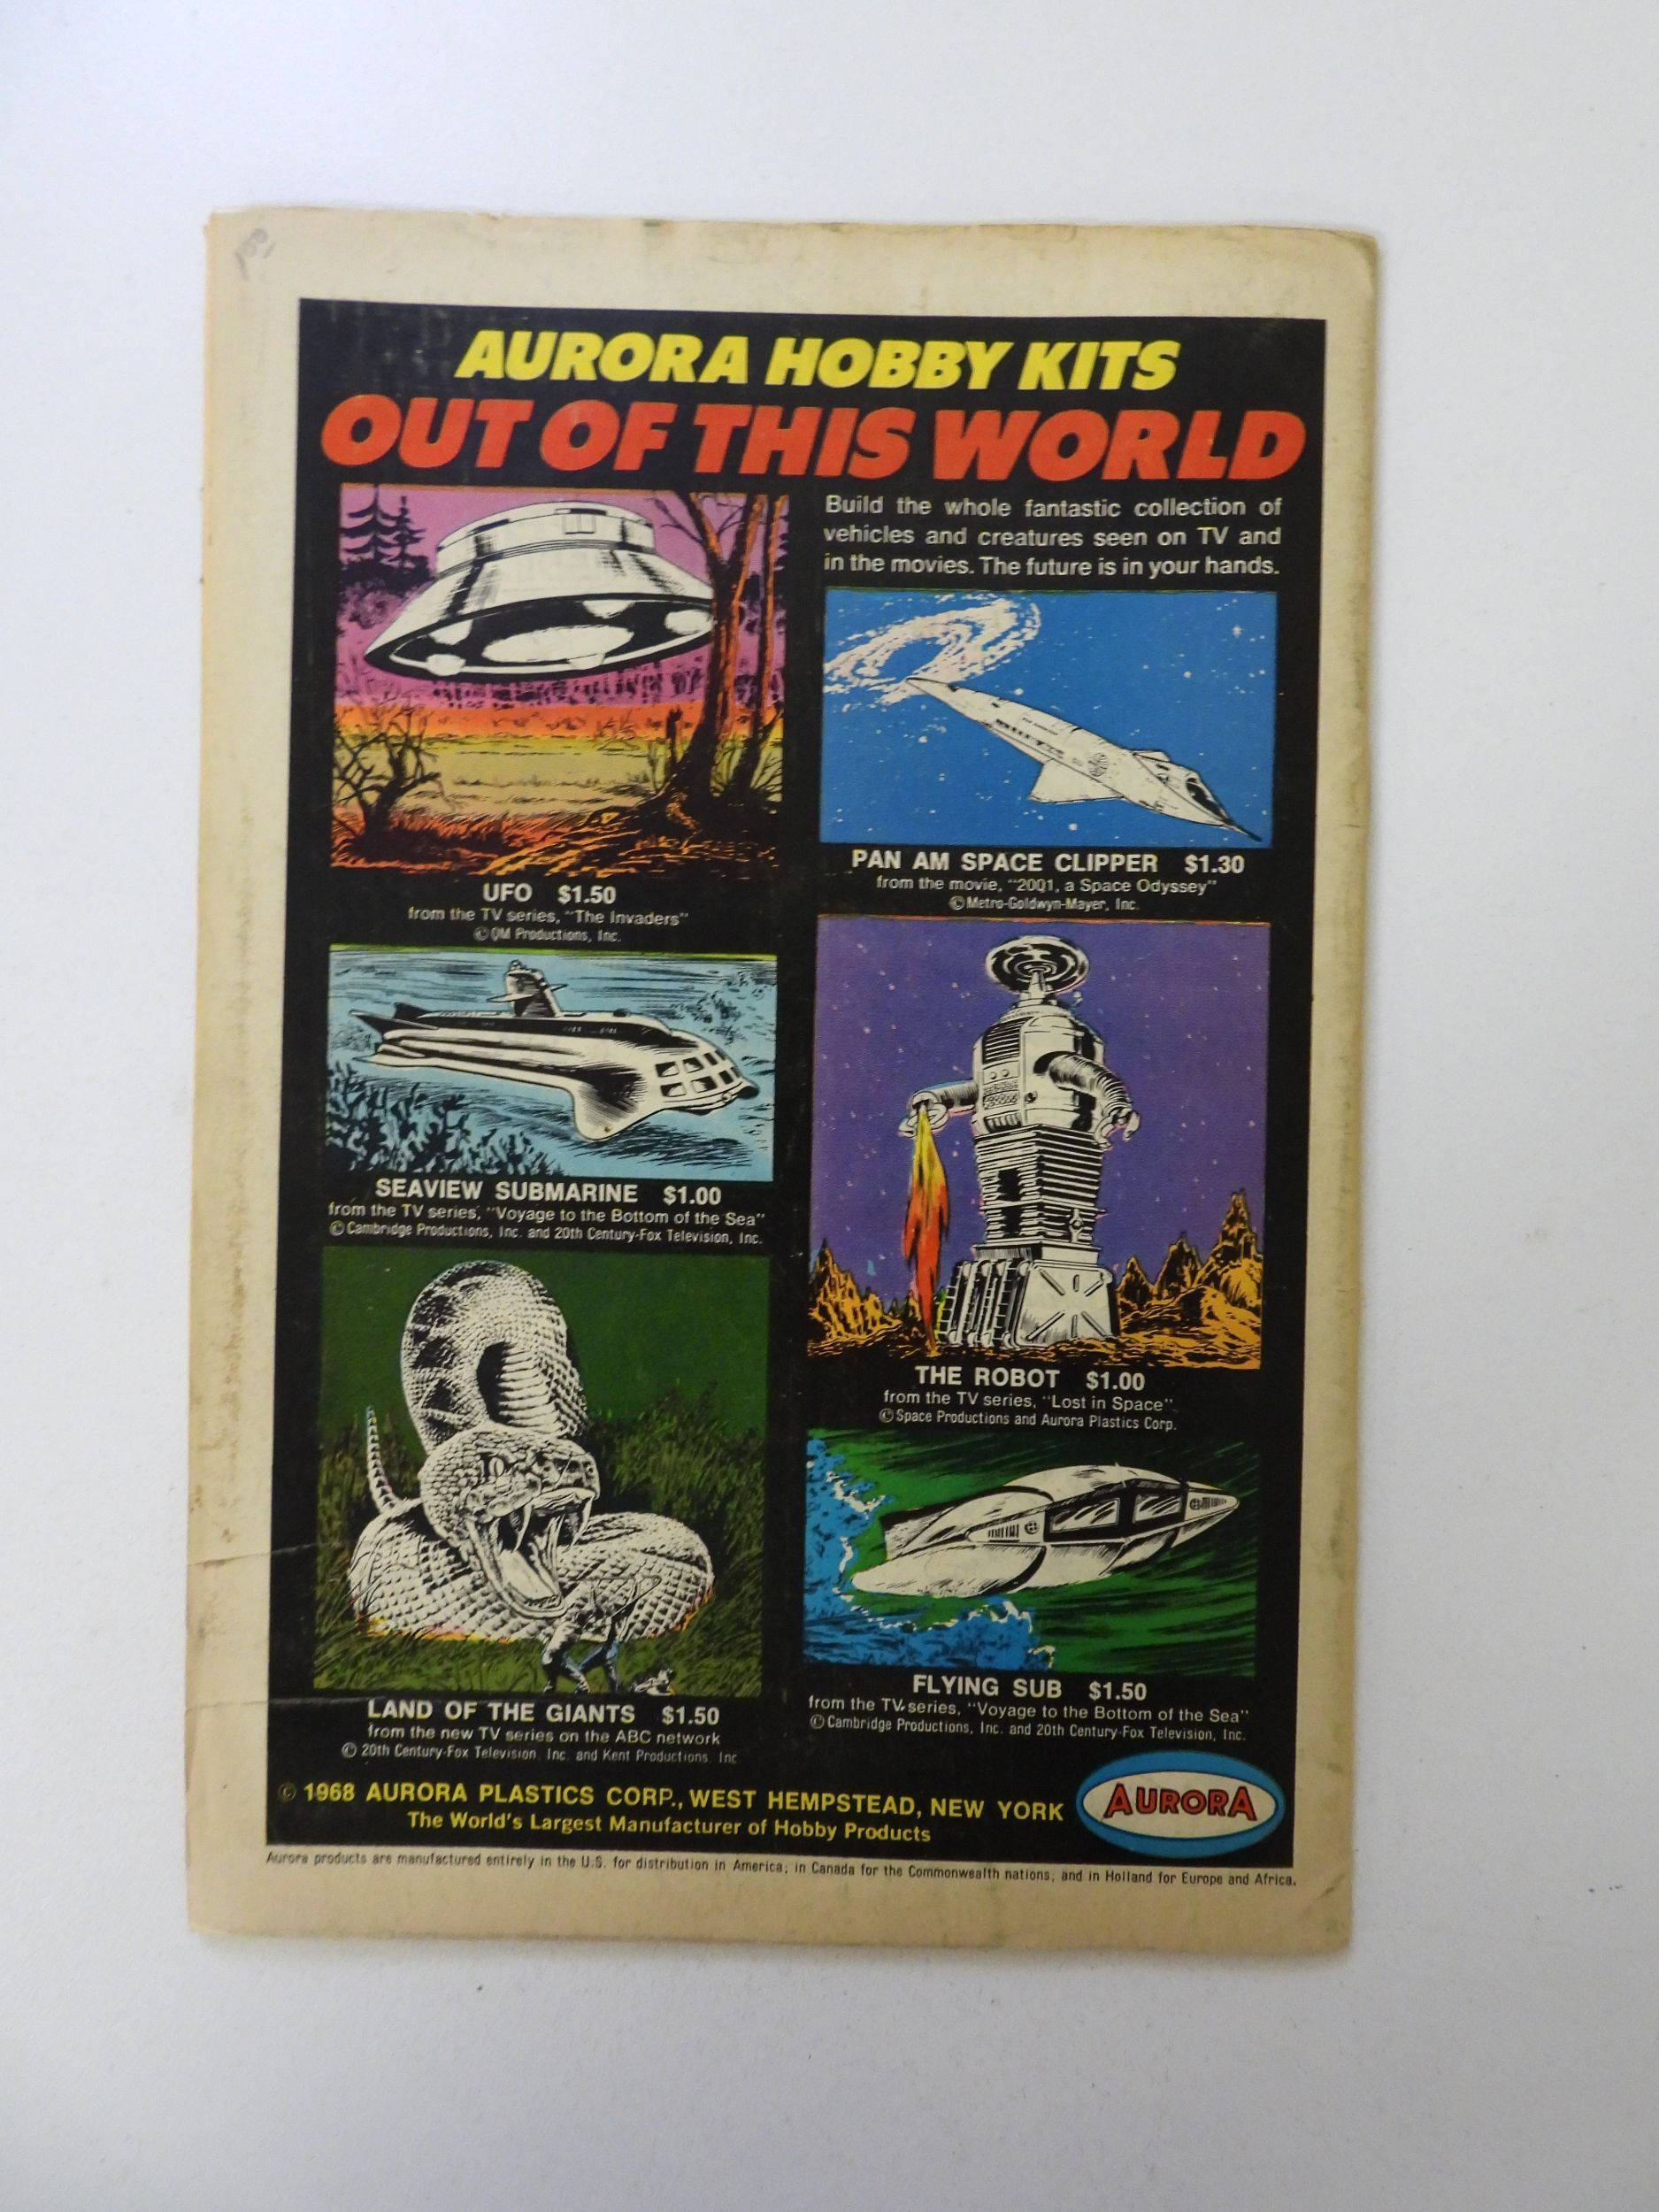 AURORA HOBBY KITS
OUT OF THIS WORLD
Build the whole fantastic collection of
vehicles and creatures seen on TV and
in the movies. The future is in your hands.
UFO $1.50
from the TV series, "The Invaders"
© QM Productions, Inc.
PAN AM SPACE CLIPPER $1.30
from the movie, "2001, a Space Odyssey"
© Metro-Goldwyn-Mayer, Inc.
SEAVIEW SUBMARINE $1.00
from the TV series, "Voyage to the Bottom of the Sea"
© Cambridge Productions, Inc. and 20th Century-Fox Television, Inc.
THE ROBOT $1.00
from the TV series, "Lost in Space"
© Space Productions and Aurora Plastics Corp.
LAND OF THE GIANTS $1.50
from the new TV series on the ABC network
© 20th Century-Fox Television, Inc. and Kent Productions, Inc
FLYING SUB $1.50
from the TV series, "Voyage to the Bottom of the Sea"
© Cambridge Productions, Inc. and 20th Century-Fox Television, Inc.
© 1968 AURORA PLASTICS CORP., WEST HEMPSTEAD, NEW YORK
The World's Largest Manufacturer of Hobby Products
AURORA
Aurora products are manufactured entirely in the U.S. for distribution in America; in Canada for the Commonwealth nations; and in Holland for Europe and Africa.